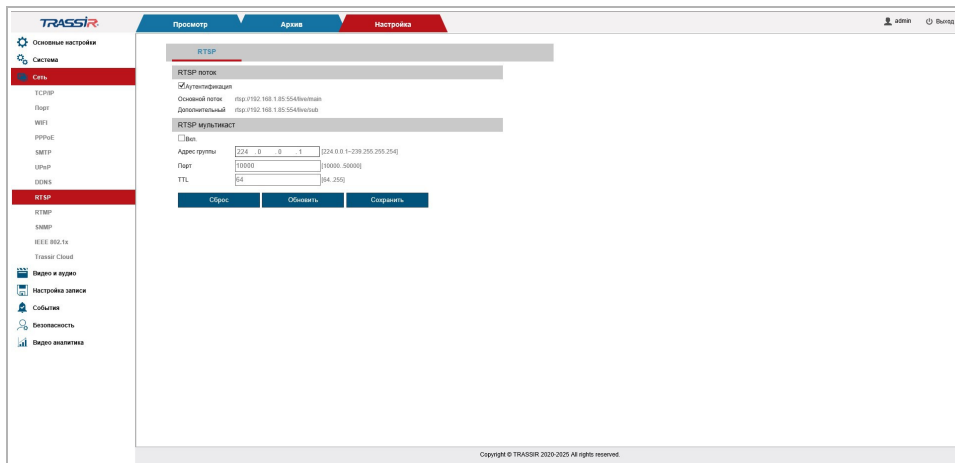 TRASSIR
Просмотр
Архив
Настройка
admin
Выход
Основные настройки
Система
Сеть
TCP/IP
Порт
WIFI
PPPoE
SMTP
UPnP
DDNS
RTSP
RTMP
SNMP
IEEE 802.1x
Trassir Cloud
Видео и аудио
Настройка записи
События
Безопасность
Видео аналитика
RTSP
RTSP поток
Аутентификация
Основной поток rtsp://192.168.1.85:554/live/main
Дополнительный rtsp://192.168.1.85:554/live/sub
RTSP мультикаст
Вкл.
Адрес группы 224 . 0 . 0 . 1 [224.0.0.1~239.255.255.254]
Порт 10000 [10000..50000]
TTL 64 [64..255]
Сброс
Обновить
Сохранить
Copyright © TRASSIR 2020-2025 All rights reserved.